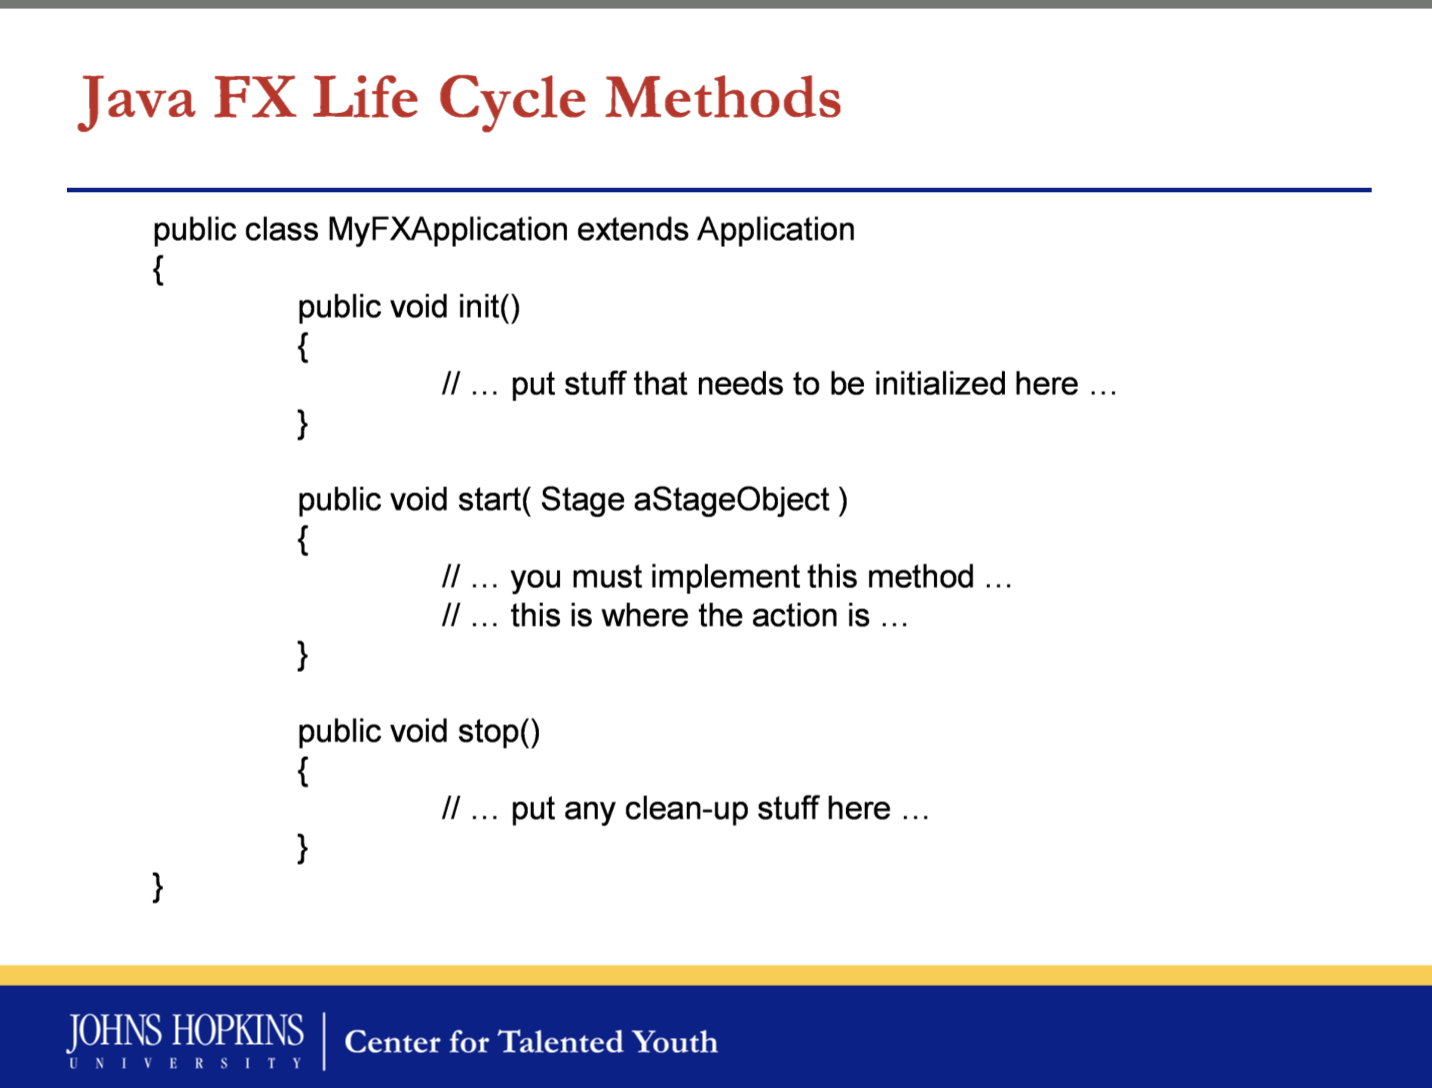 Java FX Life Cycle Methods
public class MyFXApplication extends Application
{
public void init()
{
// … put stuff that needs to be initialized here …
}
public void start( Stage aStageObject )
{
// … you must implement this method …
// … this is where the action is …
}
public void stop()
{
// … put any clean-up stuff here …
}
}
JOHNS HOPKINS
UNIVERSITY
Center for Talented Youth